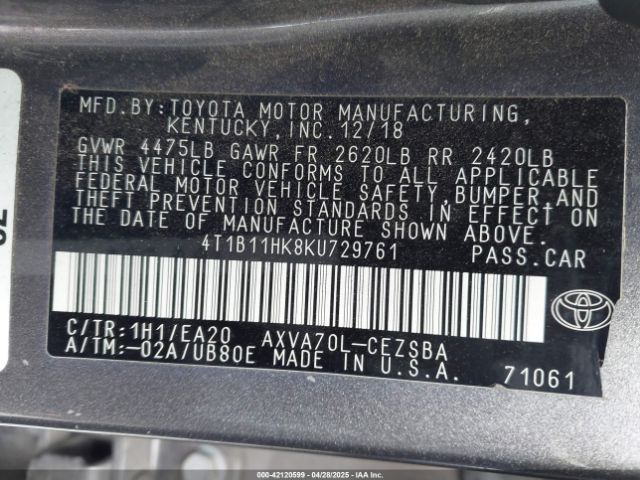 MFD.BY:TOYOTA MOTOR MANUFACTURING,
KENTUCKY,INC.12/18
GVWR 4475LB GAWR FR 2620LB RR 2420LB
THIS VEHICLE CONFORMS TO ALL APPLICABLE
FEDERAL MOTOR VEHICLE SAFETY,BUMPER,AND
THEFT PREVENTION STANDARDS IN EFFECT ON
THE DATE OF MANUFACTURE SHOWN ABOVE.
4T1B11HK8KU729761 PASS.CAR
C/TR:1H1/EA20 AXVA70L-CEZSBA
A/TM:-02A/UB80E MADE IN U.S.A. 71061
000-42120599 04/28/2025 IAAI.COM